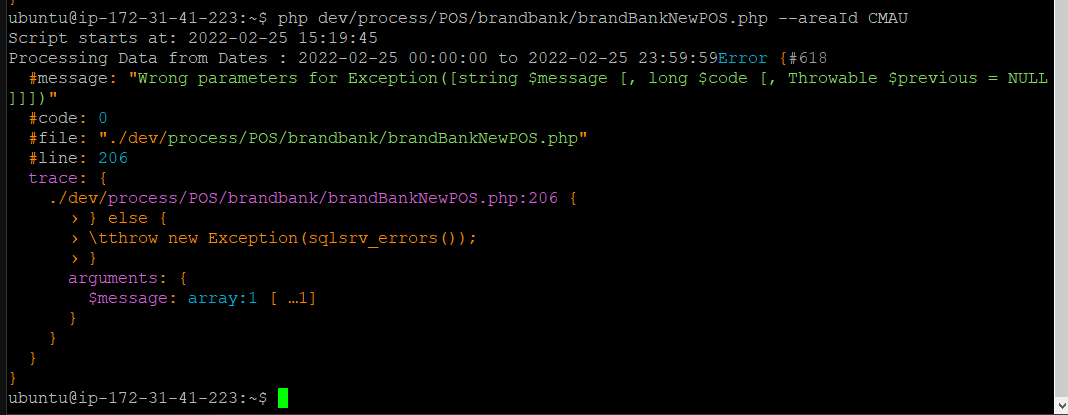 }
ubuntu@ip-172-31-41-223:~$ php dev/process/POS/brandbank/brandBankNewPOS.php --areaId CMAU
Script starts at: 2022-02-25 15:19:45
Processing Data from Dates : 2022-02-25 00:00:00 to 2022-02-25 23:59:59Error {#618
  #message: "Wrong parameters for Exception([string $message [, long $code [, Throwable $previous = NULL
]]])"
  #code: 0
  #file: "./dev/process/POS/brandbank/brandBankNewPOS.php"
  #line: 206
  trace: {
    ./dev/process/POS/brandbank/brandBankNewPOS.php:206 {
      › } else {
      › \tthrow new Exception(sqlsrv_errors());
      › }
      arguments: {
        $message: array:1 [ …1]
      }
    }
  }
}
ubuntu@ip-172-31-41-223:~$